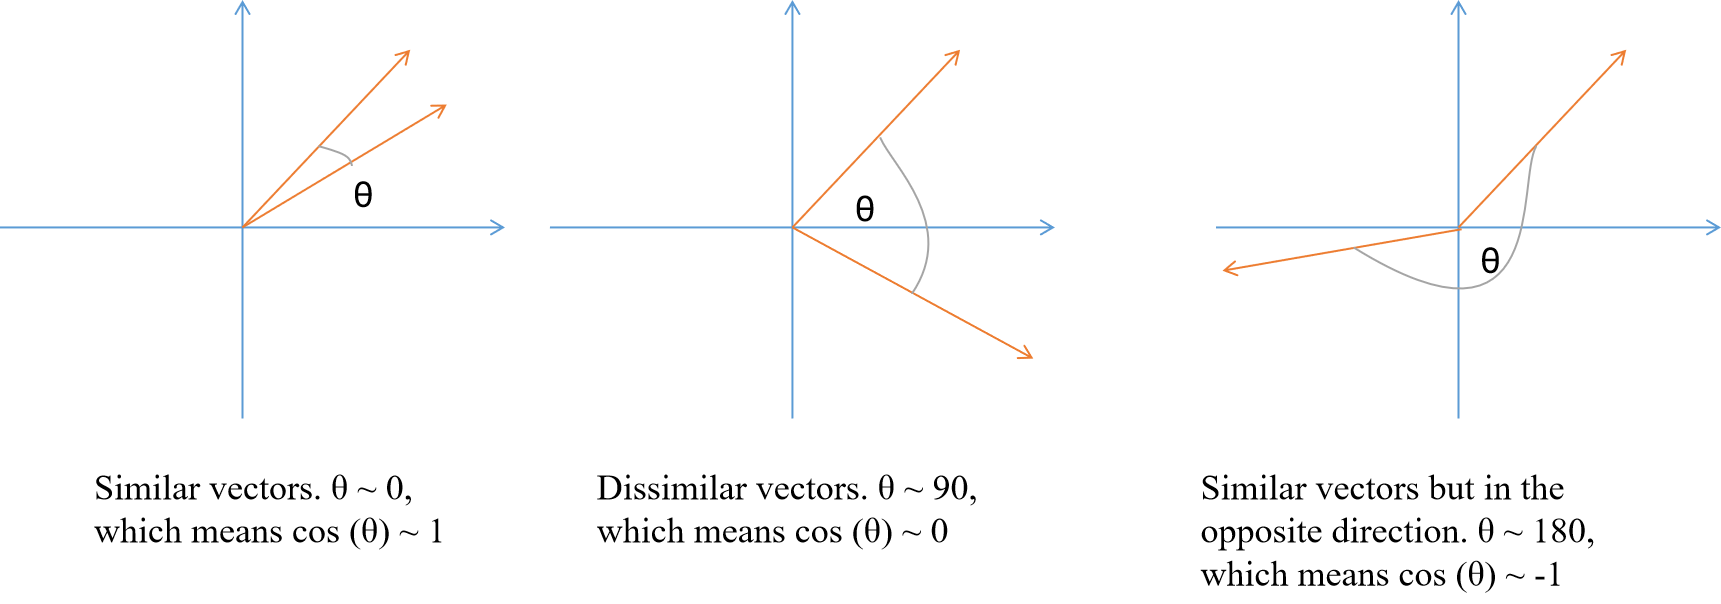 θ
θ
θ
Similar vectors. θ ~ 0,
which means cos (θ) ~ 1
Dissimilar vectors. θ ~ 90,
which means cos (θ) ~ 0
Similar vectors but in the
opposite direction. θ ~ 180,
which means cos (θ) ~ -1